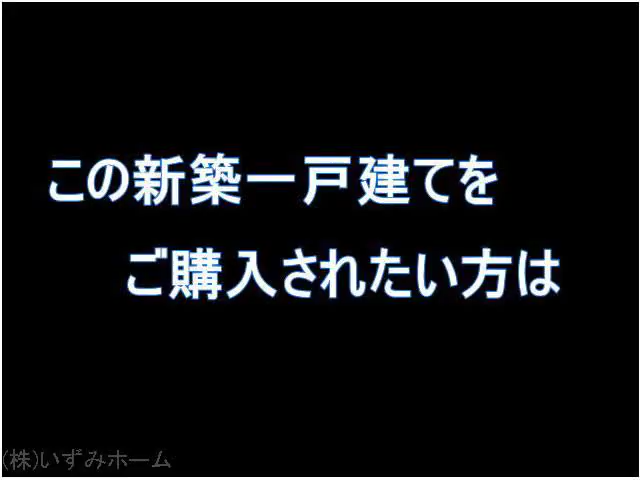 この新築一戸建てを
ご購入されたい方は
(株)いずみホーム